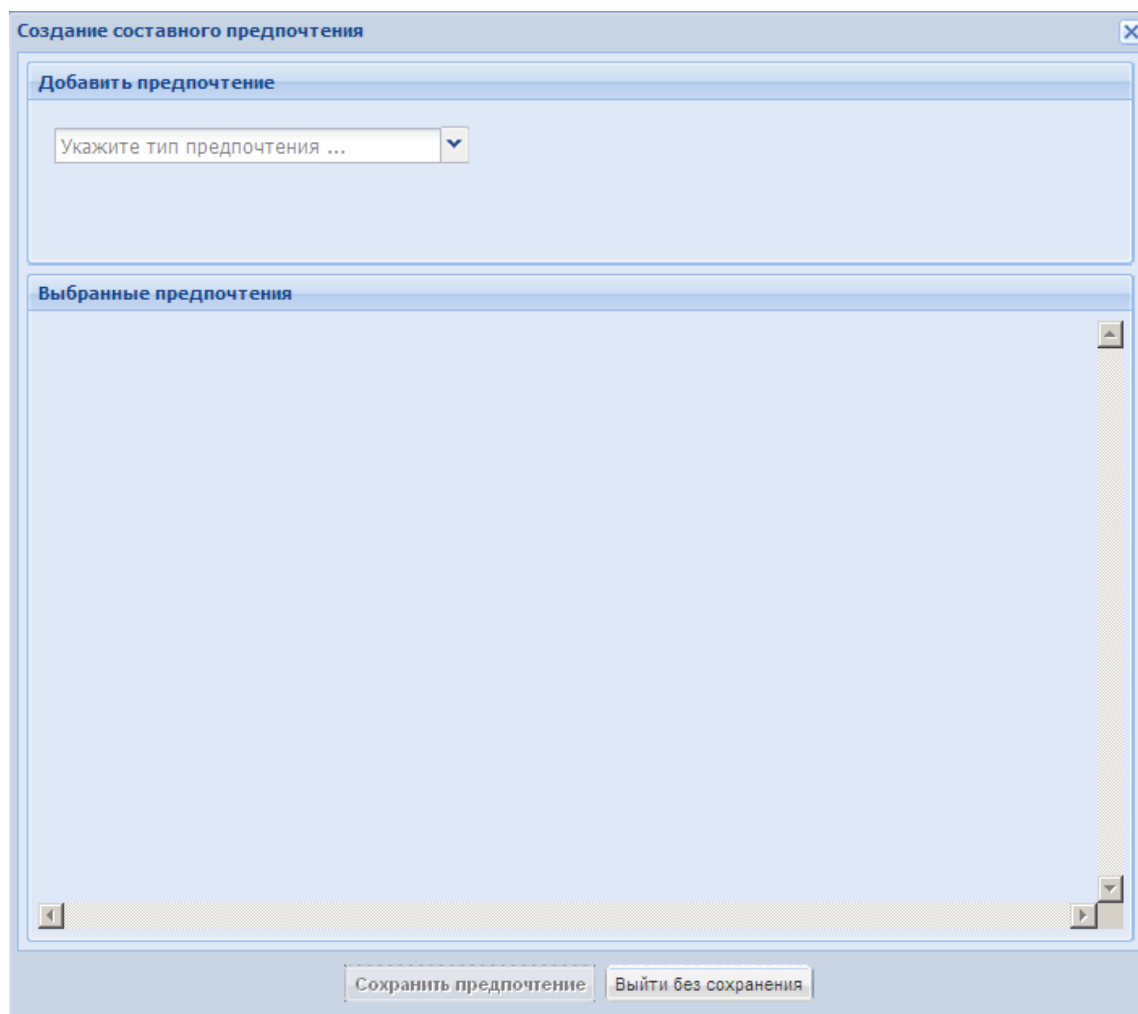 Создание составного предпочтения
Добавить предпочтение
Укажите тип предпочтения ...
Выбранные предпочтения
Сохранить предпочтение
Выйти без сохранения